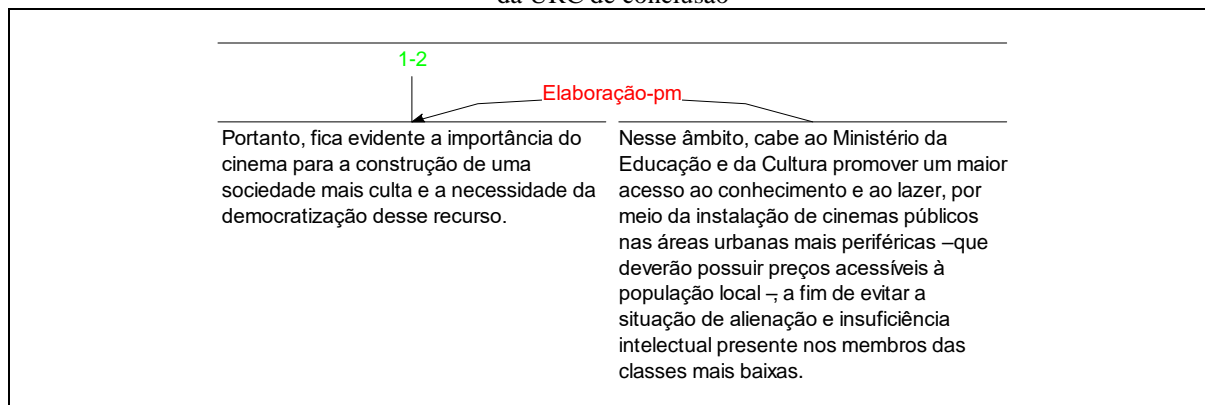 da URC de conclusão
1-2
Elaboração-pm
Portanto, fica evidente a importância do
cinema para a construção de uma
sociedade mais culta e a necessidade da
democratização desse recurso.
Nesse âmbito, cabe ao Ministério da
Educação e da Cultura promover um maior
acesso ao conhecimento e ao lazer, por
meio da instalação de cinemas públicos
nas áreas urbanas mais periféricas –que
deverão possuir preços acessíveis à
população local –, a fim de evitar a
situação de alienação e insuficiência
intelectual presente nos membros das
classes mais baixas.